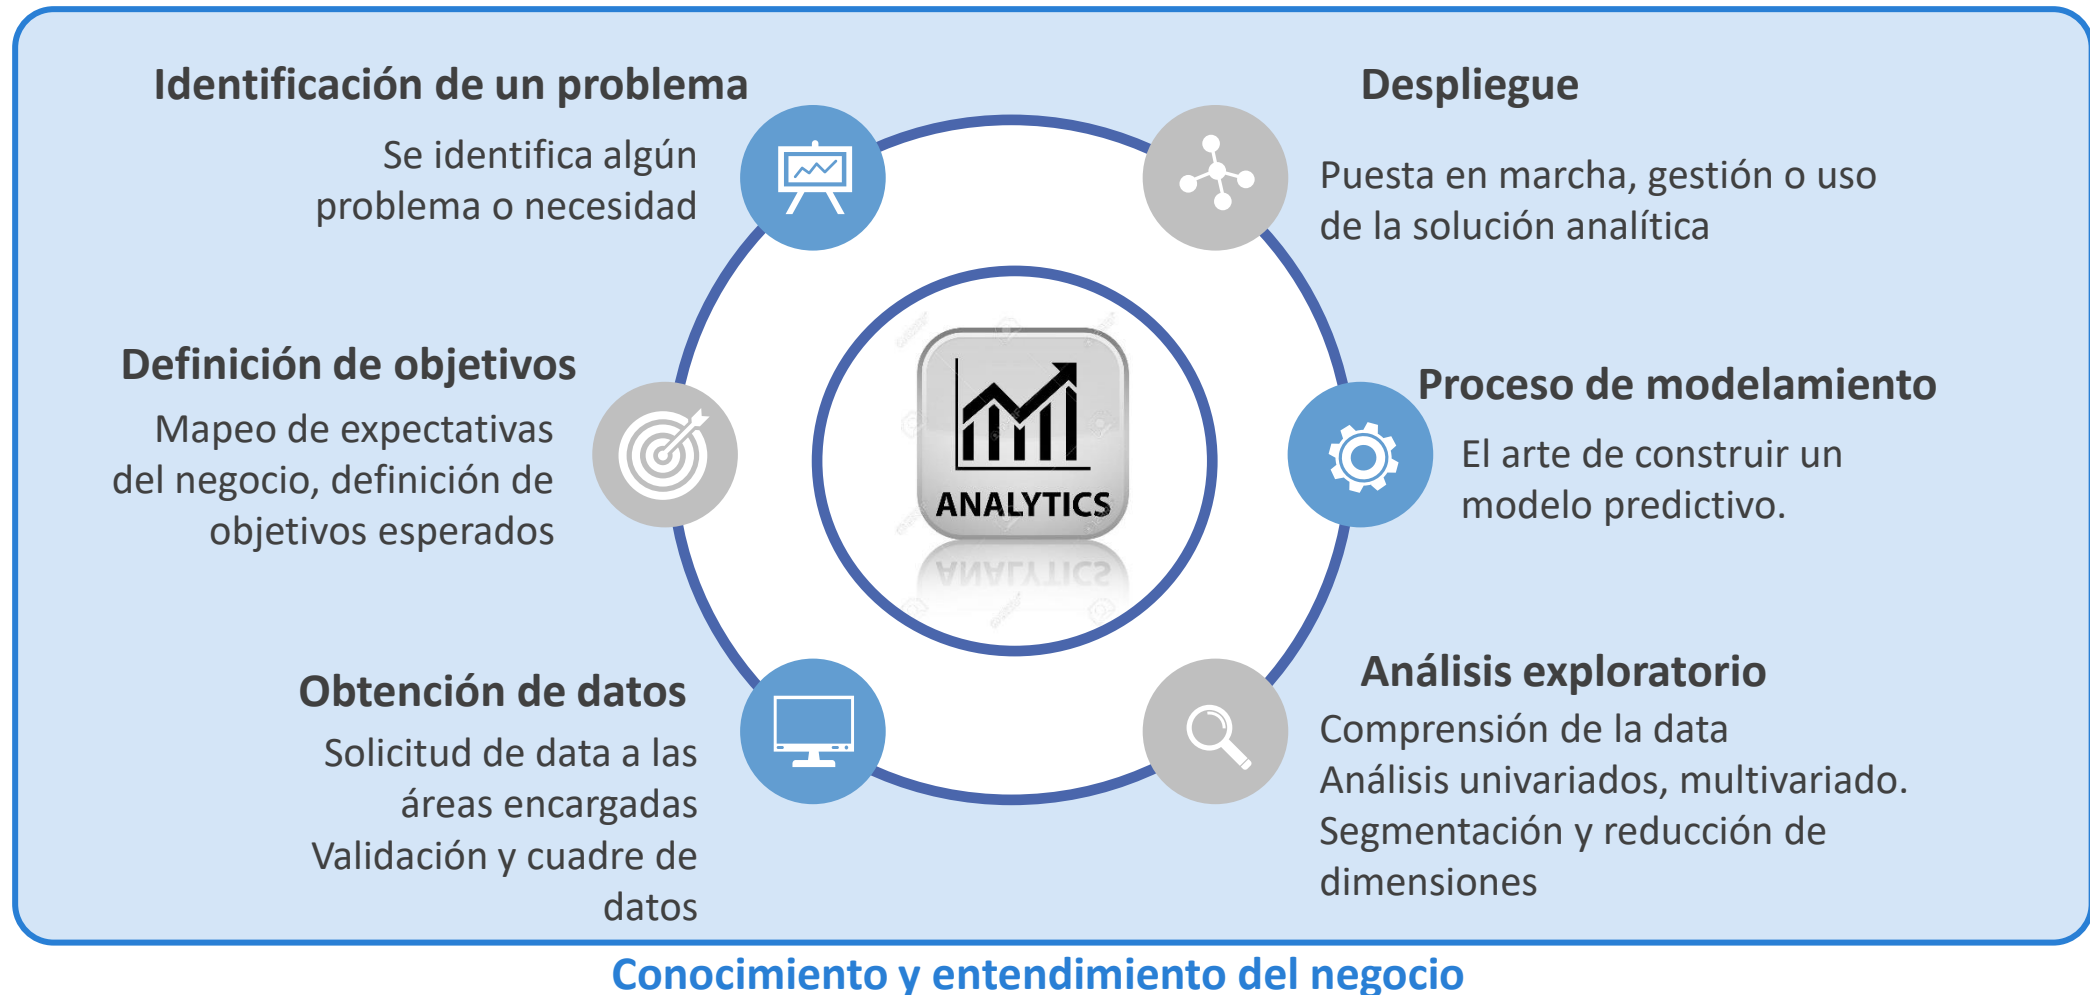 Identificación de un problema
Se identifica algún
problema o necesidad
Definición de objetivos
Mapeo de expectativas
del negocio, definición de
objetivos esperados
Obtención de datos
Solicitud de data a las
áreas encargadas
Validación y cuadre de
datos
ANALYTICS
Despliegue
Puesta en marcha, gestión o uso
de la solución analítica
Proceso de modelamiento
El arte de construir un
modelo predictivo.
Análisis exploratorio
Comprensión de la data
Análisis univariados, multivariado.
Segmentación y reducción de
dimensiones
Conocimiento y entendimiento del negocio